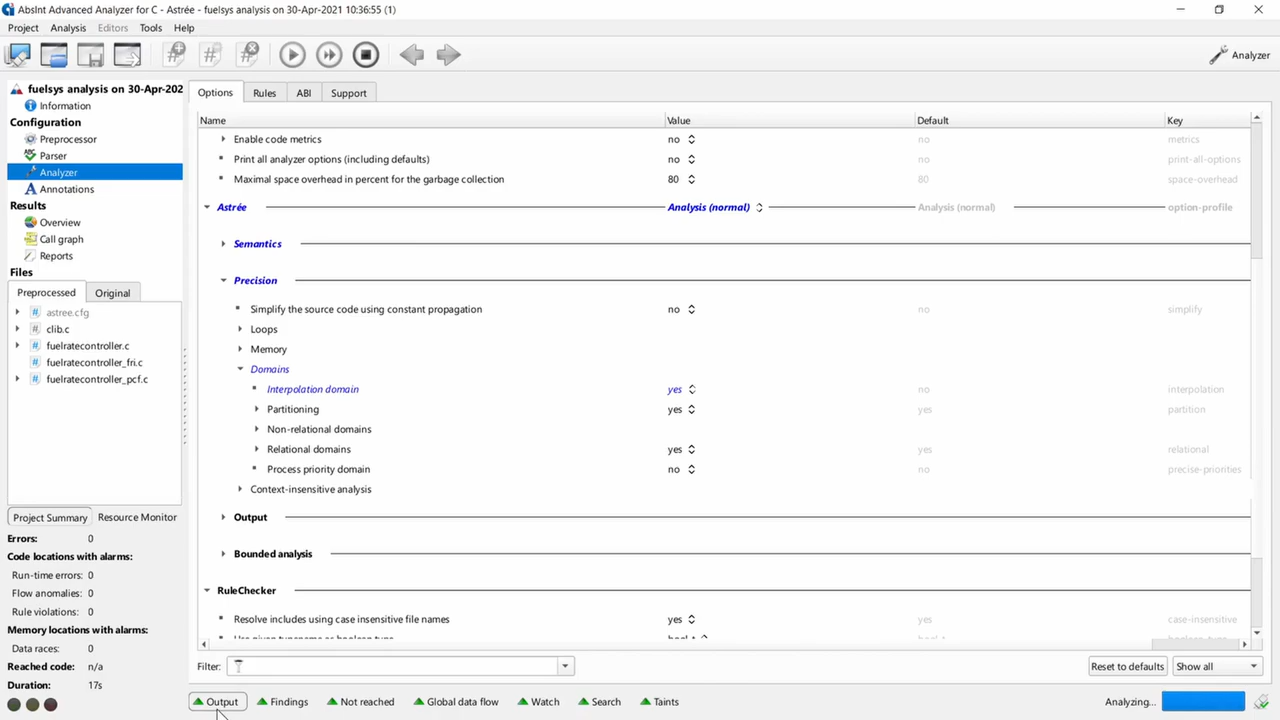 AbsInt Advanced Analyzer for C - Astrée - fuelsys analysis on 30-Apr-2021 10:36:55 (1)
Project Analysis Editors Tools Help
Analyzer
fuelsys analysis on 30-Apr-202
Information
Configuration
Preprocessor
Parser
Analyzer
Annotations
Results
Overview
Call graph
Reports
Files
Preprocessed Original
astree.cfg
clib.c
fuelratecontroller.c
fuelratecontroller_fri.c
fuelratecontroller_pcf.c
Project Summary Resource Monitor
Errors: 0
Code locations with alarms:
Run-time errors: 0
Flow anomalies: 0
Rule violations: 0
Memory locations with alarms:
Data races: 0
Reached code: n/a
Duration: 17s
Options Rules ABI Support
Name Value Default Key
Enable code metrics no no metrics
Print all analyzer options (including defaults) no no print-all-options
Maximal space overhead in percent for the garbage collection 80 80 space-overhead
Astrée Analysis (normal) Analysis (normal) option-profile
Semantics
Precision
Simplify the source code using constant propagation no no simplify
Loops
Memory
Domains
Interpolation domain yes no interpolation
Partitioning yes yes partition
Non-relational domains
Relational domains yes yes relational
Process priority domain no no precise-priorities
Context-insensitive analysis
Output
Bounded analysis
RuleChecker
Resolve includes using case insensitive file names yes yes case-insensitive
Filter: Reset to defaults Show all
Output Findings Not reached Global data flow Watch Search Taints Analyzing...